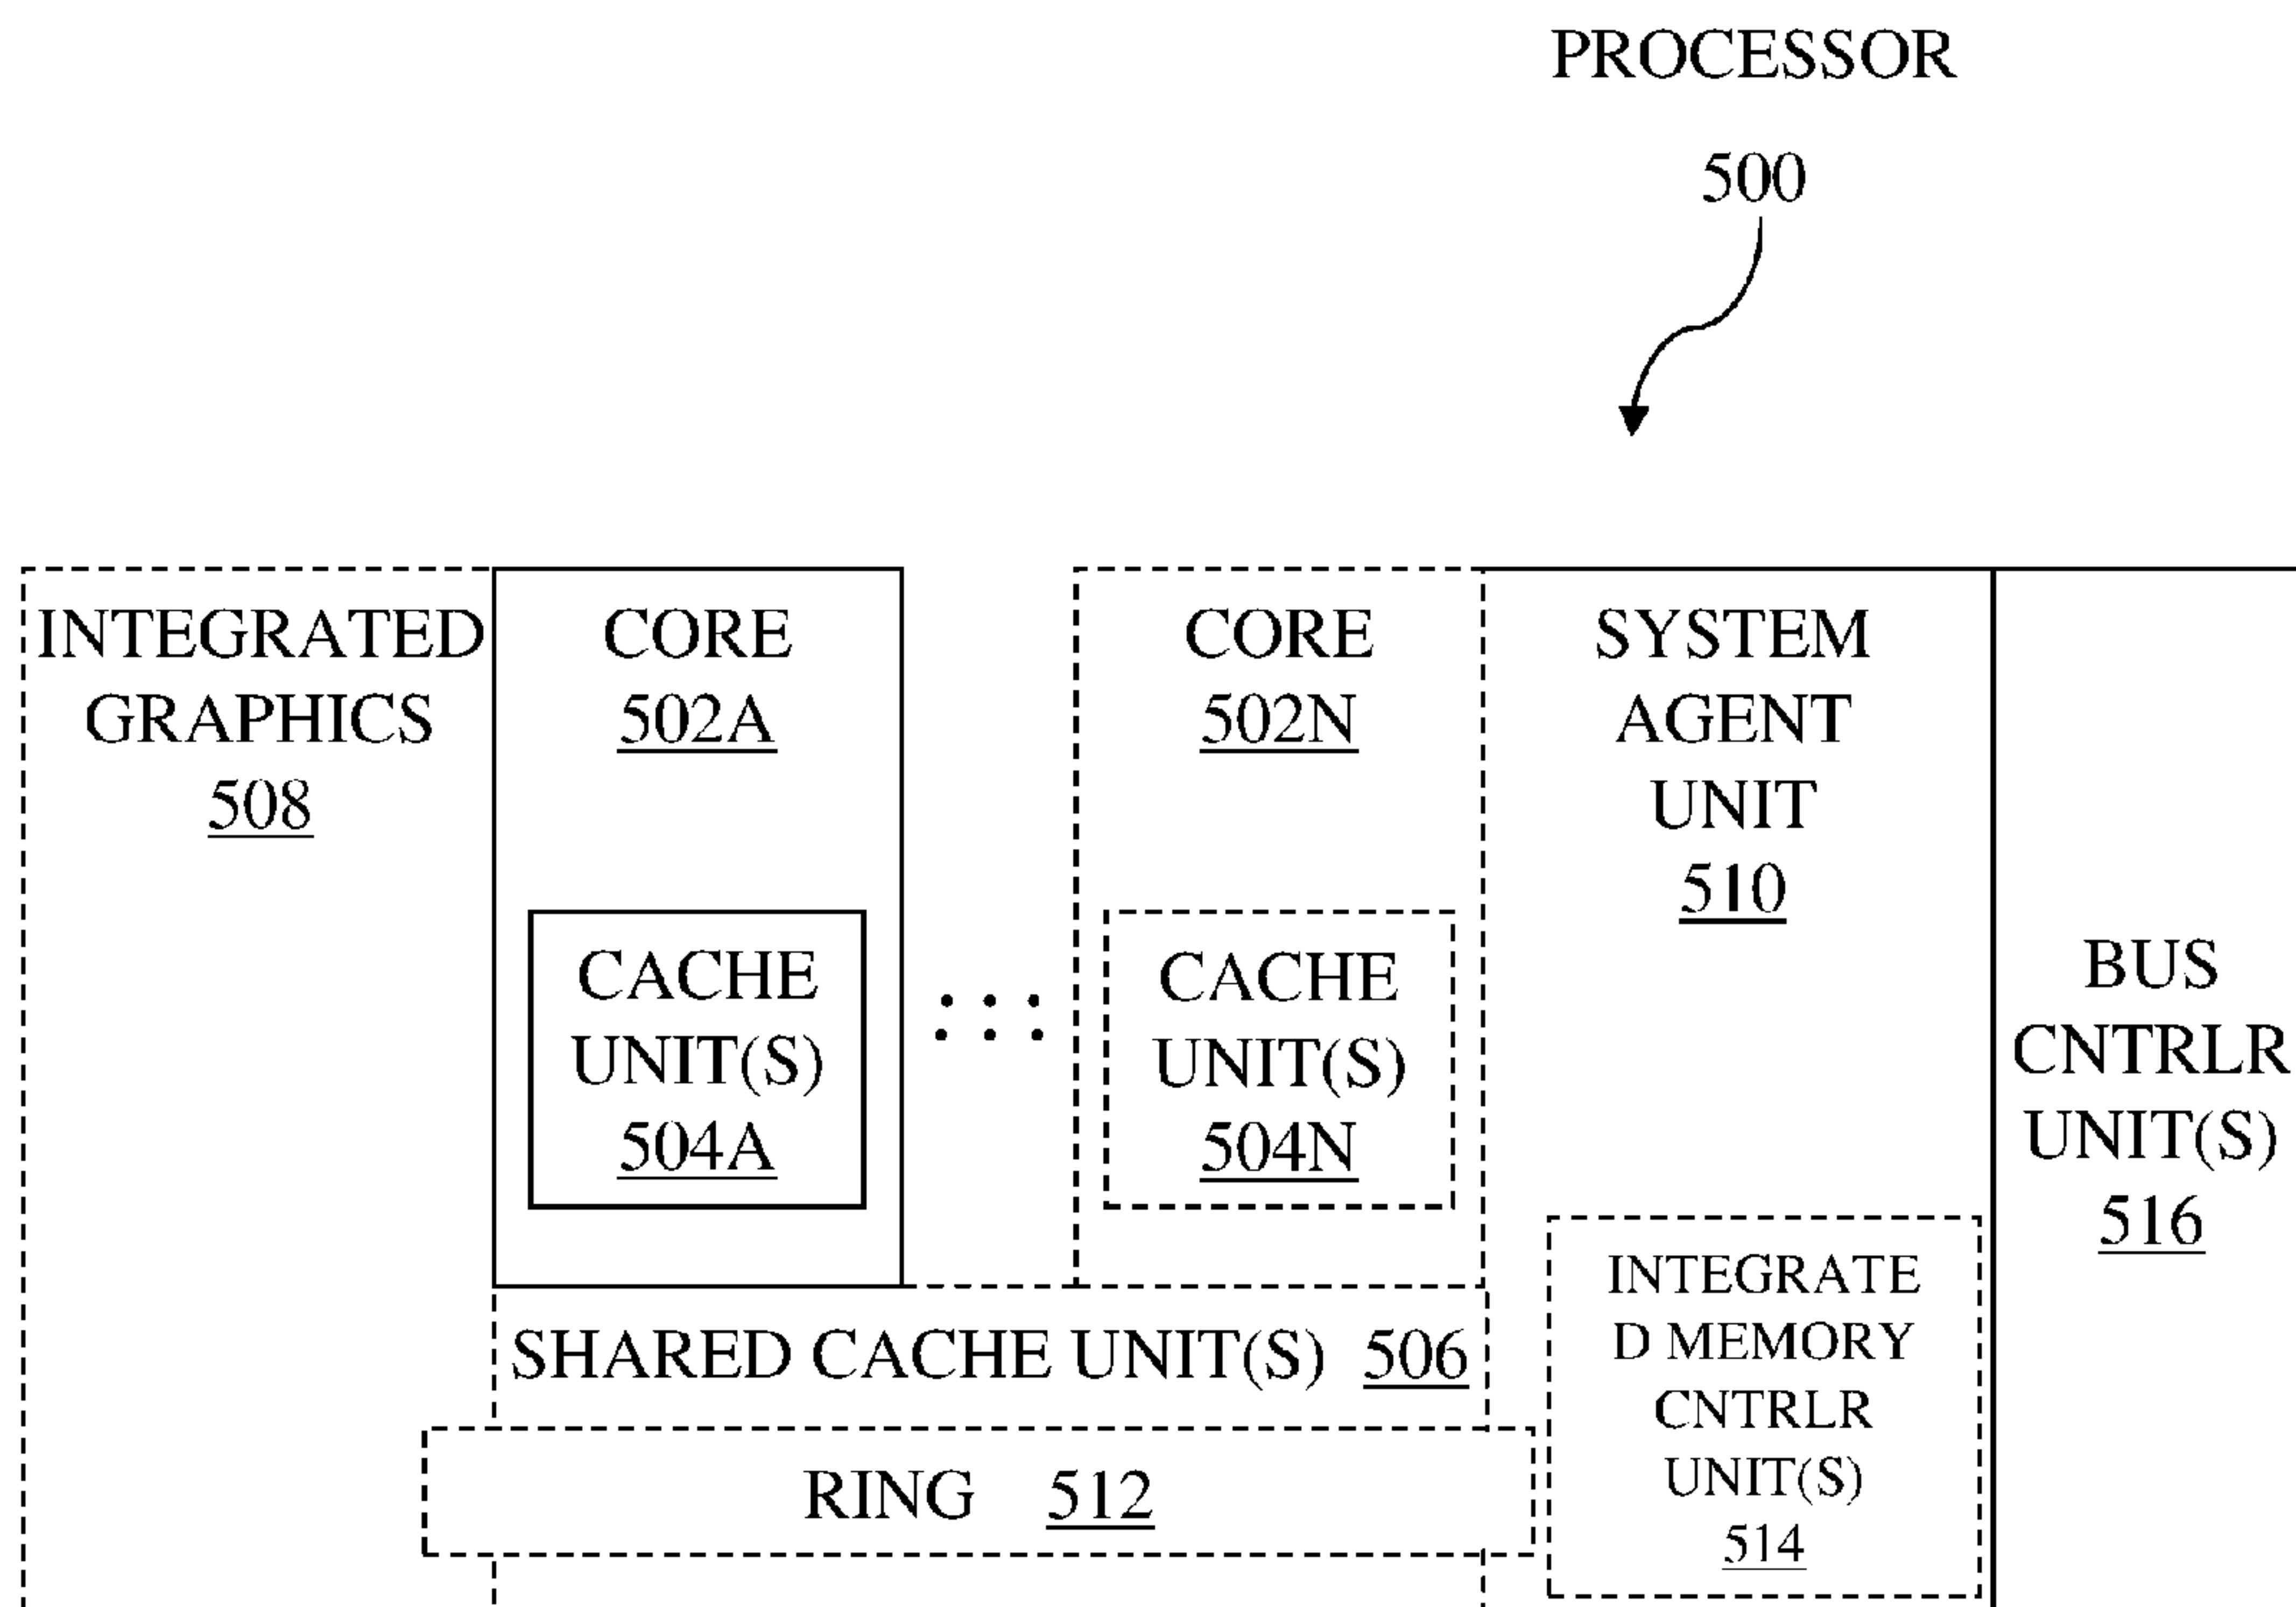 PROCESSOR
500
INTEGRATED
GRAPHICS
508
CORE
502A
CACHE
UNIT(S)
504A
CORE
502N
CACHE
UNIT(S)
504N
SYSTEM
AGENT
UNIT
510
BUS
CNTRLR
UNIT(S)
516
INTEGRATE
D MEMORY
CNTRLR
UNIT(S)
514
SHARED CACHE UNIT(S) 506
RING 512